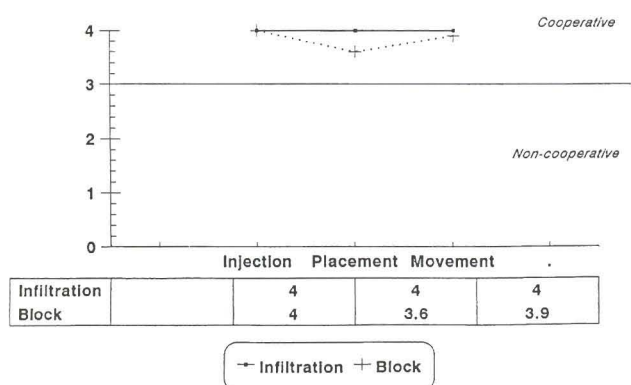 Cooperative
4
3
Non-cooperative
2
1
0
Injection Placement Movement .
Infiltration 4 4 4
Block 4 3.6 3.9
Infiltration Block